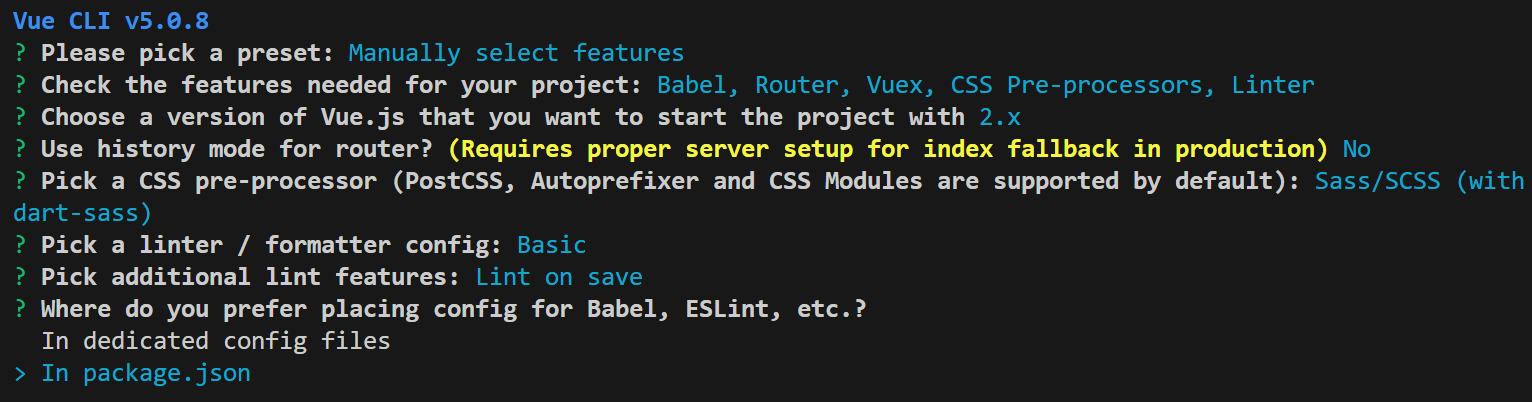 Vue CLI v5.0.8
? Please pick a preset: Manually select features
? Check the features needed for your project: Babel, Router, Vuex, CSS Pre-processors, Linter
? Choose a version of Vue.js that you want to start the project with 2.x
? Use history mode for router? (Requires proper server setup for index fallback in production) No
? Pick a CSS pre-processor (PostCSS, Autoprefixer and CSS Modules are supported by default): Sass/SCSS (with
dart-sass)
? Pick a linter / formatter config: Basic
? Pick additional lint features: Lint on save
? Where do you prefer placing config for Babel, ESLint, etc.?
  In dedicated config files
> In package.json